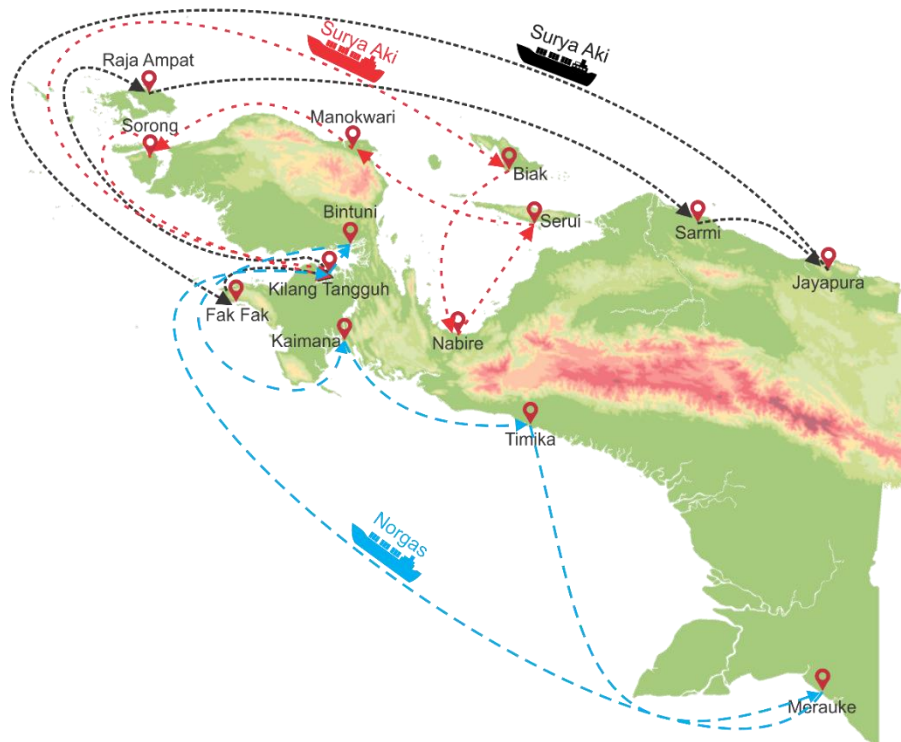 Surya Aki
Surya Aki
Raja Ampat
Sorong
Manokwari
Biak
Bintuni
Serui
Sarmi
Kilang Tangguh
Jayapura
Fak Fak
Kaimana
Nabire
Timika
Norgas
Merauke